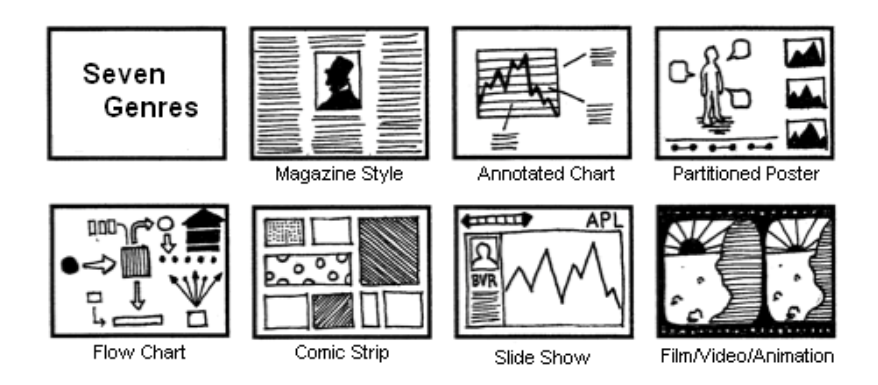 Seven
Genres
Magazine Style
Annotated Chart
Partitioned Poster
APL
BVR
Flow Chart
Comic Strip
Slide Show
Film/Video/Animation